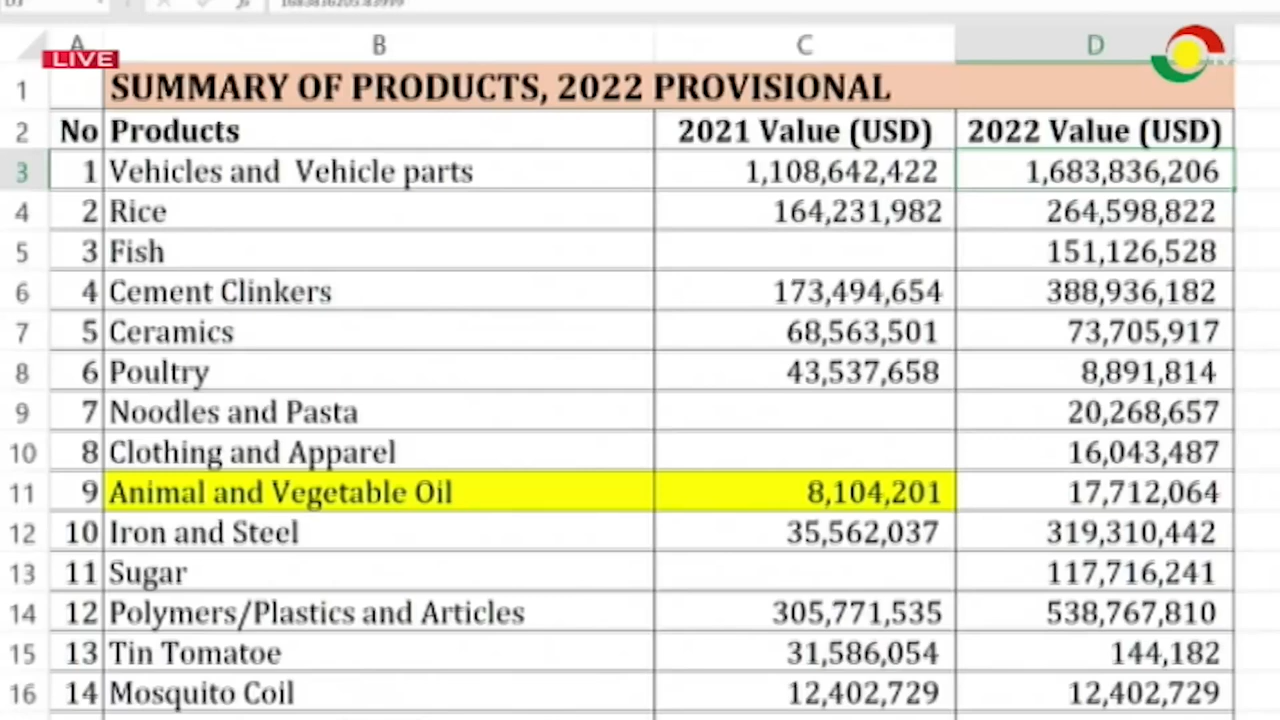 A B C D
LIVE
1 SUMMARY OF PRODUCTS, 2022 PROVISIONAL
2 No Products 2021 Value (USD) 2022 Value (USD)
3 1 Vehicles and Vehicle parts 1,108,642,422 1,683,836,206
4 2 Rice 164,231,982 264,598,822
5 3 Fish 151,126,528
6 4 Cement Clinkers 173,494,654 388,936,182
7 5 Ceramics 68,563,501 73,705,917
8 6 Poultry 43,537,658 8,891,814
9 7 Noodles and Pasta 20,268,657
10 8 Clothing and Apparel 16,043,487
11 9 Animal and Vegetable Oil 8,104,201 17,712,064
12 10 Iron and Steel 35,562,037 319,310,442
13 11 Sugar 117,716,241
14 12 Polymers/Plastics and Articles 305,771,535 538,767,810
15 13 Tin Tomatoe 31,586,054 144,182
16 14 Mosquito Coil 12,402,729 12,402,729